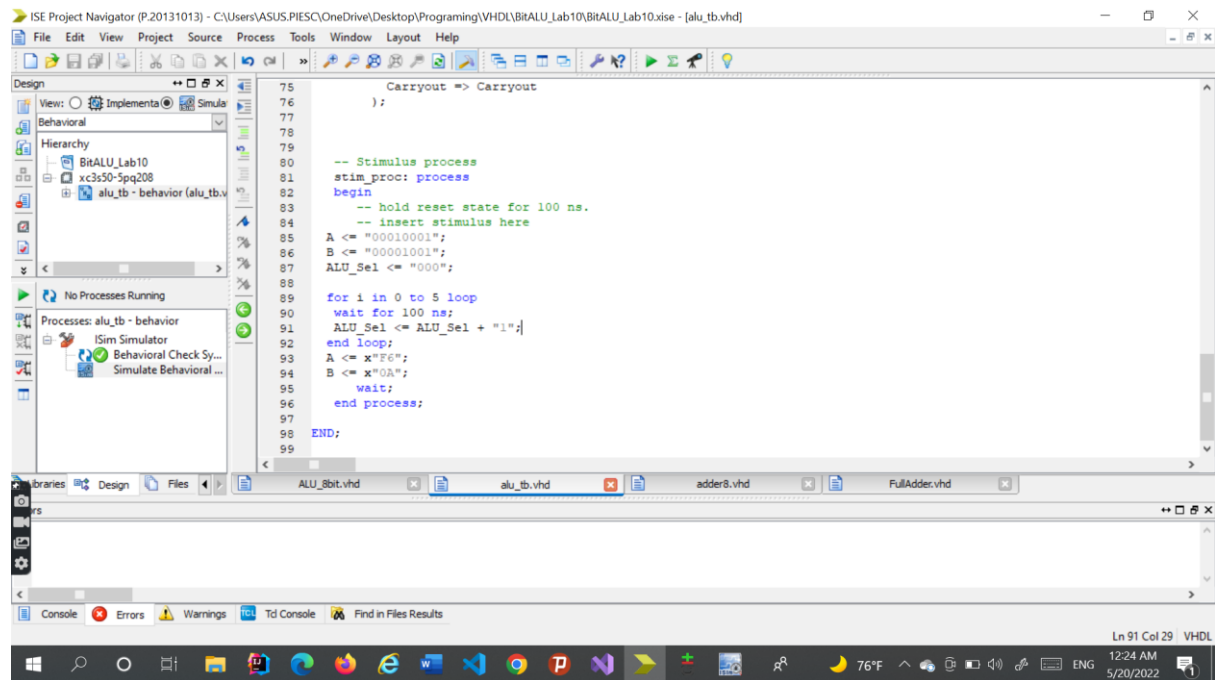 ISE Project Navigator (P.20131013) - C:\Users\ASUS.PIESC\OneDrive\Desktop\Programing\VHDL\BitALU_Lab10\BitALU_Lab10.xise - [alu_tb.vhd]
File Edit View Project Source Process Tools Window Layout Help
Design
View: Implementa Simula
Behavioral
Hierarchy
BitALU_Lab10
xc3s50-5pq208
alu_tb - behavior (alu_tb.v
No Processes Running
Processes: alu_tb - behavior
ISim Simulator
Behavioral Check Sy...
Simulate Behavioral ...
75 Carryout => Carryout
76 );
77
78
79
80 -- Stimulus process
81 stim_proc: process
82 begin
83 -- hold reset state for 100 ns.
84 -- insert stimulus here
85 A <= "00010001";
86 B <= "00001001";
87 ALU_Sel <= "000";
88
89 for i in 0 to 5 loop
90 wait for 100 ns;
91 ALU_Sel <= ALU_Sel + "1";
92 end loop;
93 A <= x"F6";
94 B <= x"0A";
95 wait;
96 end process;
97
98 END;
99
braries Design Files ALU_8bit.vhd alu_tb.vhd adder8.vhd FullAdder.vhd
rs
Console Errors Warnings Tcl Console Find in Files Results
Ln 91 Col 29 VHDL
76°F ENG 12:24 AM
5/20/2022